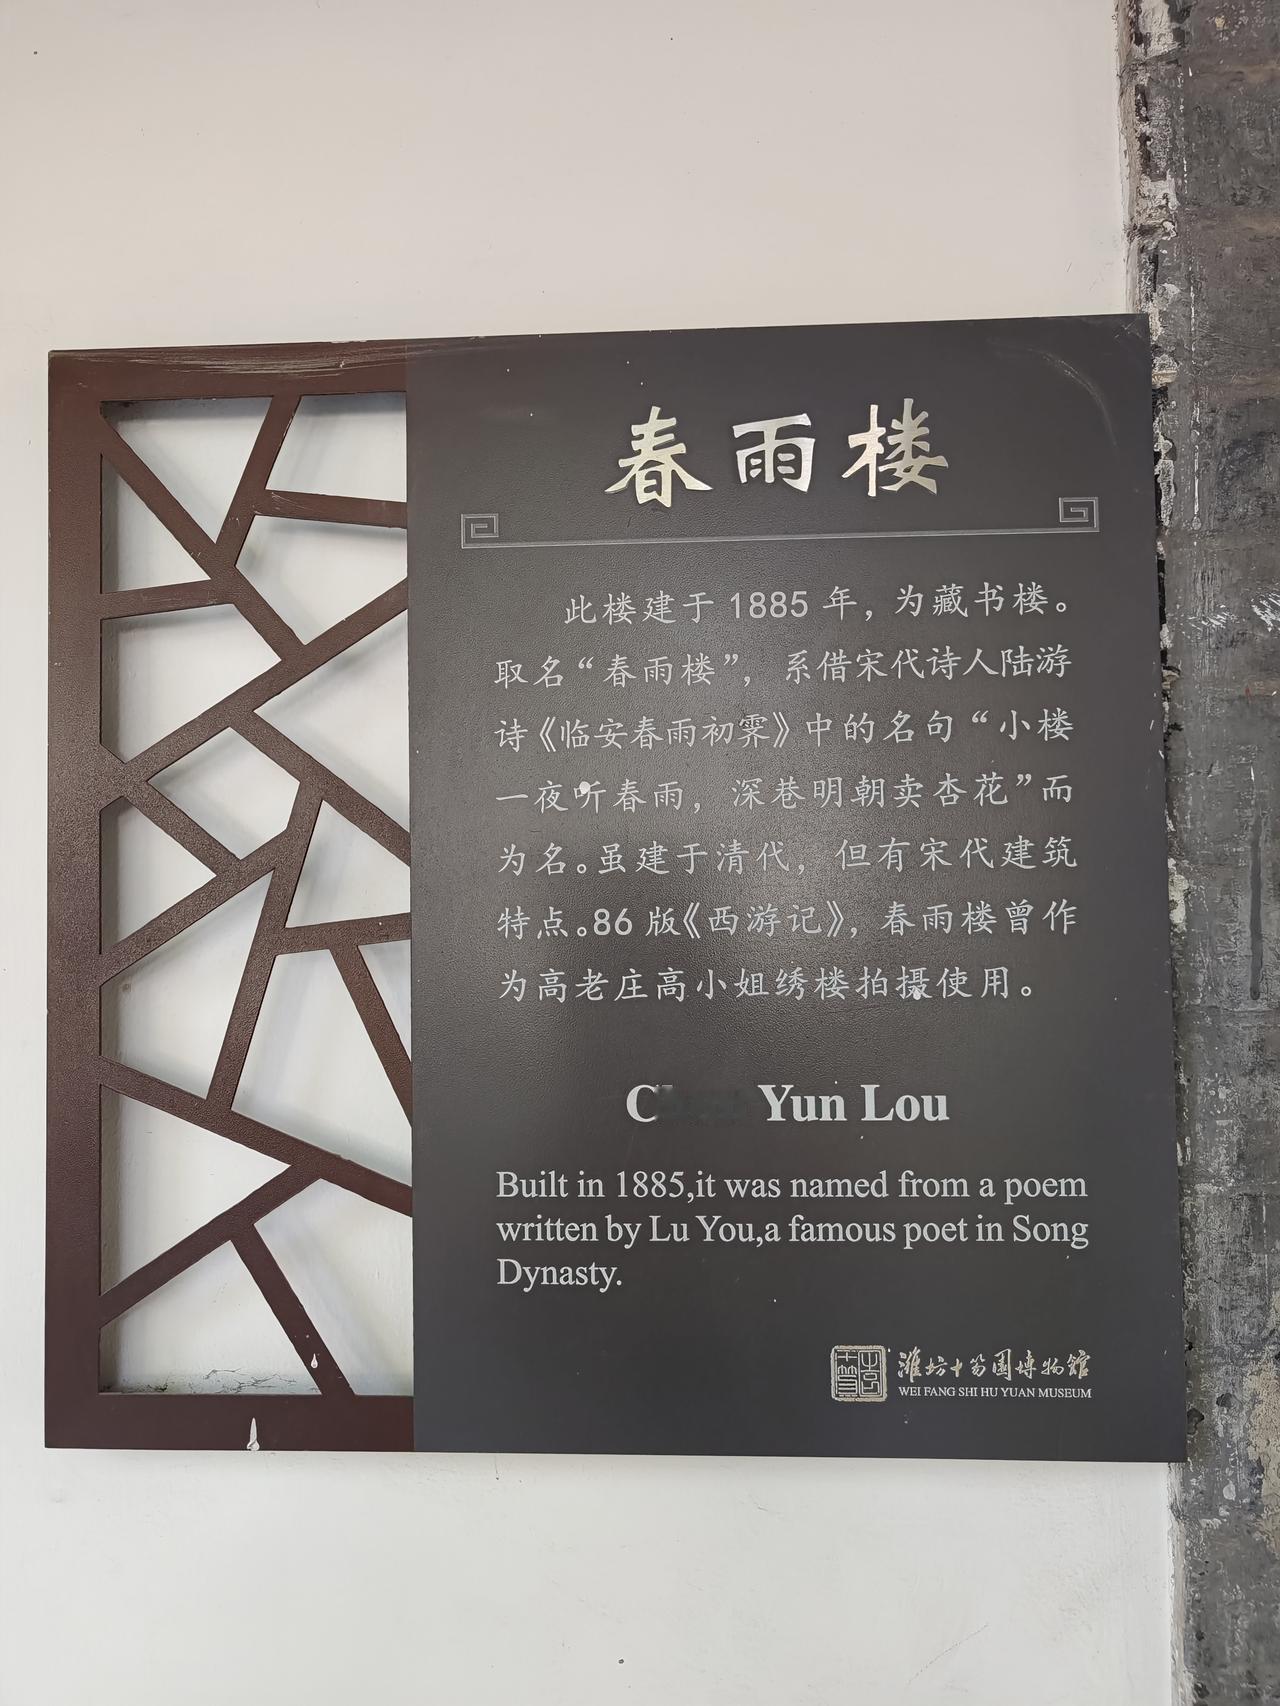 春雨楼
此楼建于1885年，为藏书楼。
取名“春雨楼”，系借宋代诗人陆游
诗《临安春雨初霁》中的名句“小楼
一夜听春雨，深巷明朝卖杏花”而
为名。虽建于清代，但有宋代建筑
特点。86版《西游记》，春雨楼曾作
为高老庄高小姐绣楼拍摄使用。
Yun Lou
Built in 1885,it was named from a poem
written by Lu You,a famous poet in Song
Dynasty.
潍坊十笏园博物馆
WEI FANG SHI HU YUAN MUSEUM